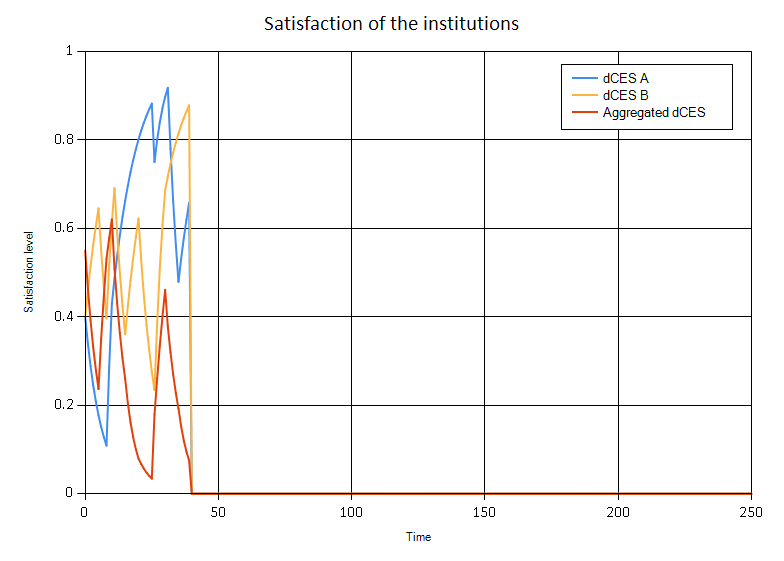 Satisfaction of the institutions
1
dCES A
dCES B
Aggregated dCES
0.8
0.6
Satisfaction level
0.4
0.2
0
0 50 100 150 200 250
Time